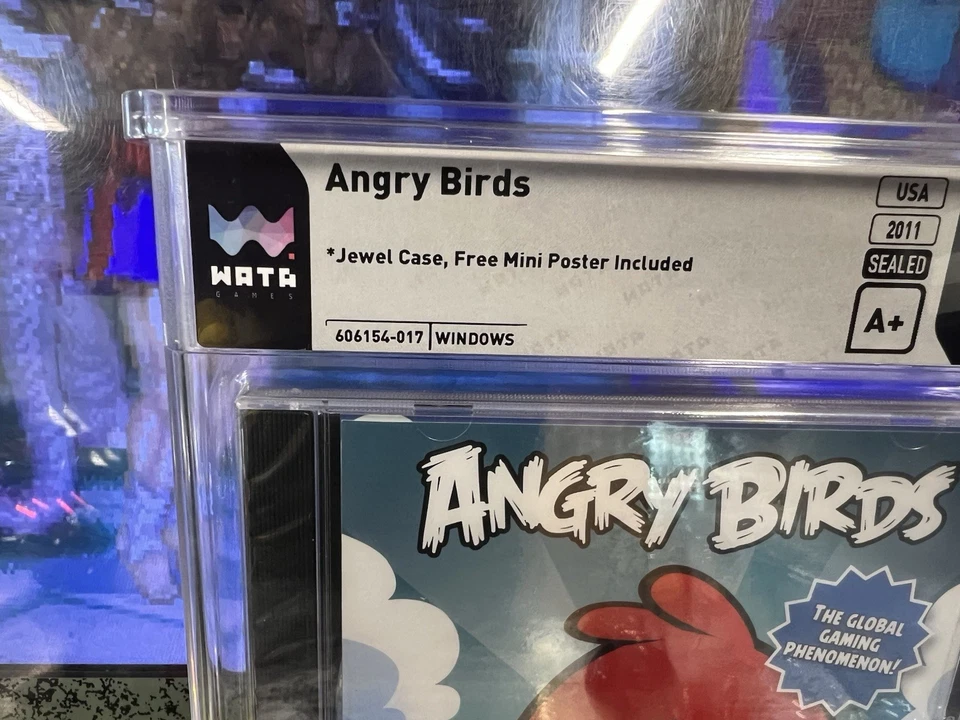 Angry Birds
*Jewel Case, Free Mini Poster Included
606154-017 WINDOWS
WATA
GAMES
USA
2011
SEALED
A+
ANGRY BIRDS
THE GLOBAL
GAMING
PHENOMENON!